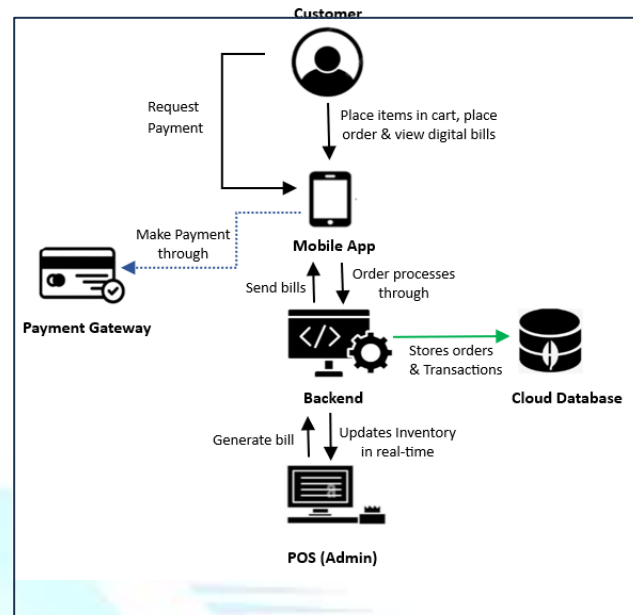 Customer
Request
Payment
Place items in cart, place
order & view digital bills
Make Payment
through
Mobile App
Payment Gateway
Send bills
Order processes
through
</>
Stores orders
& Transactions
Backend
Cloud Database
Generate bill
Updates Inventory
in real-time
POS (Admin)